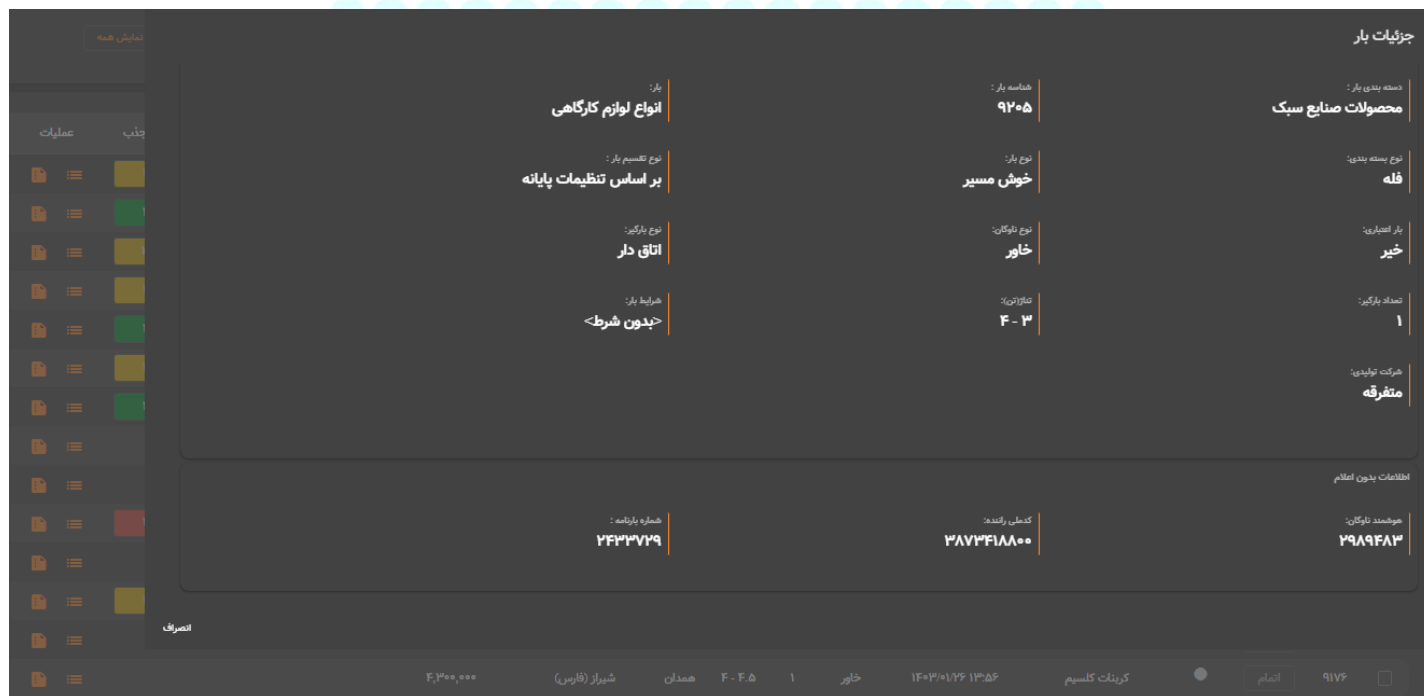 جزئیات بار
نمایش همه
دسته بندی بار :
محصولات صنایع سبک
شناسه بار :
۹۲۰۵
بار:
انواع لوازم کارگاهی
نوع بسته بندی:
فله
نوع بار:
خوش مسیر
نوع تقسیم بار :
بر اساس تنظیمات پایانه
بار اعتباری:
خیر
نوع ناوگان:
خاور
نوع بارگیر:
اتاق دار
تعداد بارگیر:
۱
تناژ(تن):
۳ - ۴
شرایط بار:
<بدون شرط>
شرکت تولیدی:
متفرقه
اطلاعات بدون اعلام
هوشمند ناوگان:
۲۹۸۹۴۸۳
کدملی راننده:
۳۸۷۳۴۱۸۸۰۰
شماره بارنامه :
۲۴۳۳۷۲۹
انصراف
جذب
عملیات
۹۱۷۶ اتمام کربنات کلسیم ۱۴۰۳/۰۱/۲۶ ۱۳:۵۶ خاور ۱ ۴ - ۴.۵ همدان شیراز (فارس) ۴,۳۰۰,۰۰۰